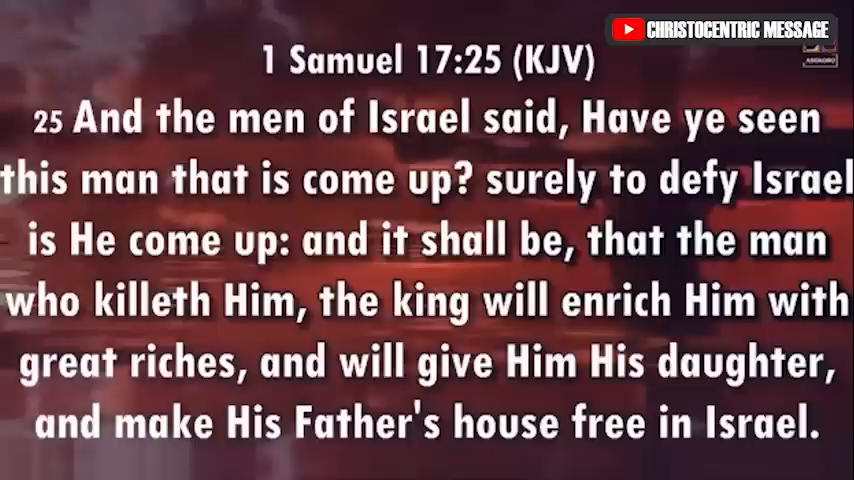 CHRISTOCENTRIC MESSAGE
1 Samuel 17:25 (KJV)
25 And the men of Israel said, Have ye seen
this man that is come up? surely to defy Israel
is He come up: and it shall be, that the man
who killeth Him, the king will enrich Him with
great riches, and will give Him His daughter,
and make His Father's house free in Israel.